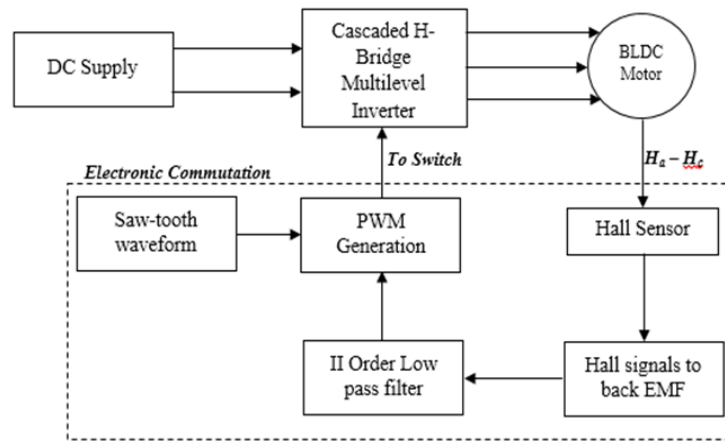 DC Supply
Cascaded H-
Bridge
Multilevel
Inverter
BLDC
Motor
To Switch
Hₐ – H꜀
Electronic Commutation
Saw-tooth
waveform
PWM
Generation
Hall Sensor
II Order Low
pass filter
Hall signals to
back EMF